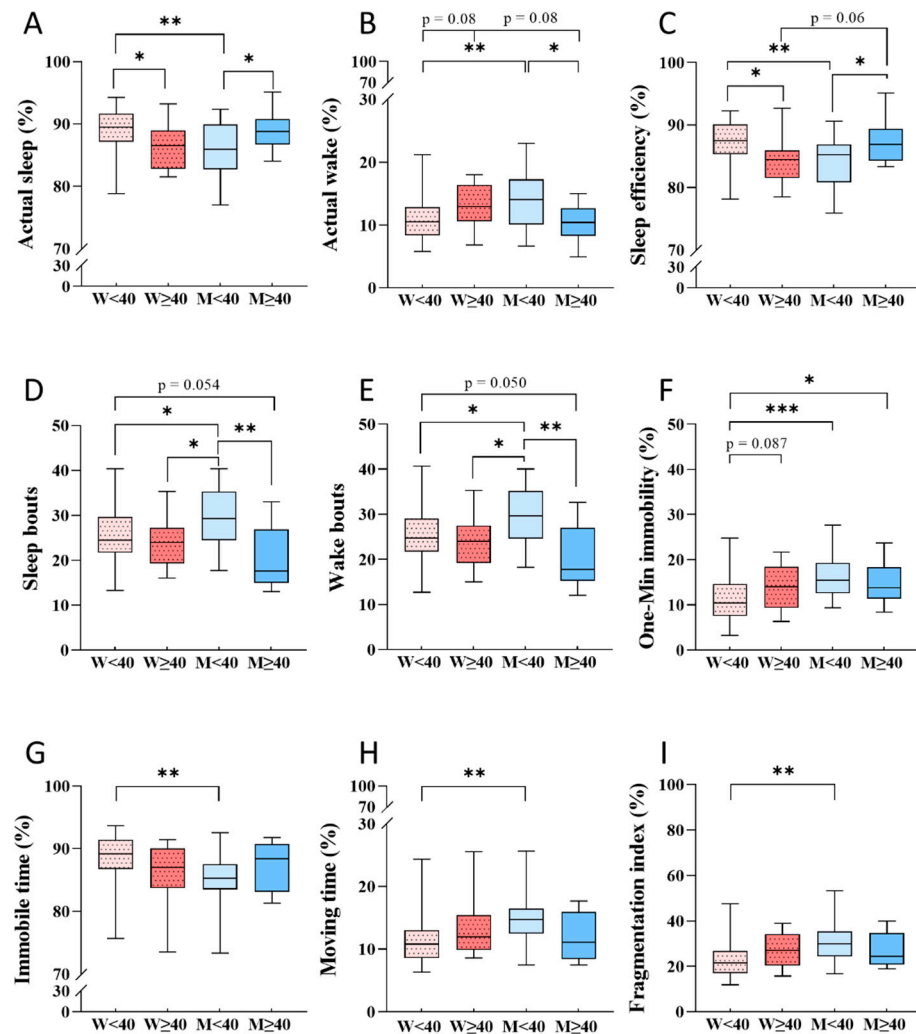 A
**
*
*
Actual sleep (%)
100
90
80
70
30
0
W<40 W≥40 M<40 M≥40
B
p = 0.08 p = 0.08
**
*
Actual wake (%)
100
70
30
20
10
0
W<40 W≥40 M<40 M≥40
C
p = 0.06
**
*
*
Sleep efficiency (%)
100
90
80
70
30
0
W<40 W≥40 M<40 M≥40
D
p = 0.054
*
*
**
Sleep bouts
50
40
30
20
10
0
W<40 W≥40 M<40 M≥40
E
p = 0.050
*
*
**
Wake bouts
50
40
30
20
10
0
W<40 W≥40 M<40 M≥40
F
*
***
p = 0.087
One-Min immobility (%)
50
40
30
20
10
0
W<40 W≥40 M<40 M≥40
G
**
Immobile time (%)
100
90
80
70
30
0
W<40 W≥40 M<40 M≥40
H
**
Moving time (%)
100
70
30
20
10
0
W<40 W≥40 M<40 M≥40
I
**
Fragmentation index (%)
100
80
60
40
20
0
W<40 W≥40 M<40 M≥40